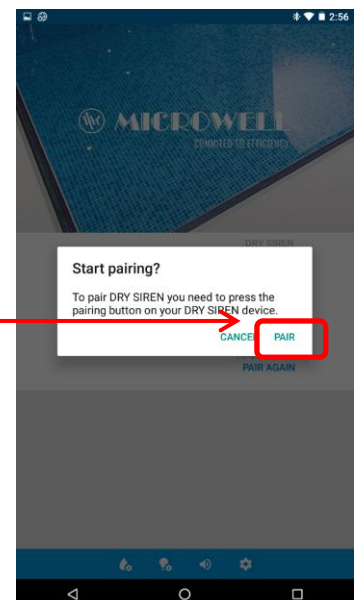 2:56
MICROWELL
COMMITED TO EFFICIENCY
DRY SIREN
Start pairing?
To pair DRY SIREN you need to press the
pairing button on your DRY SIREN device.
CANCEL PAIR
PAIR AGAIN